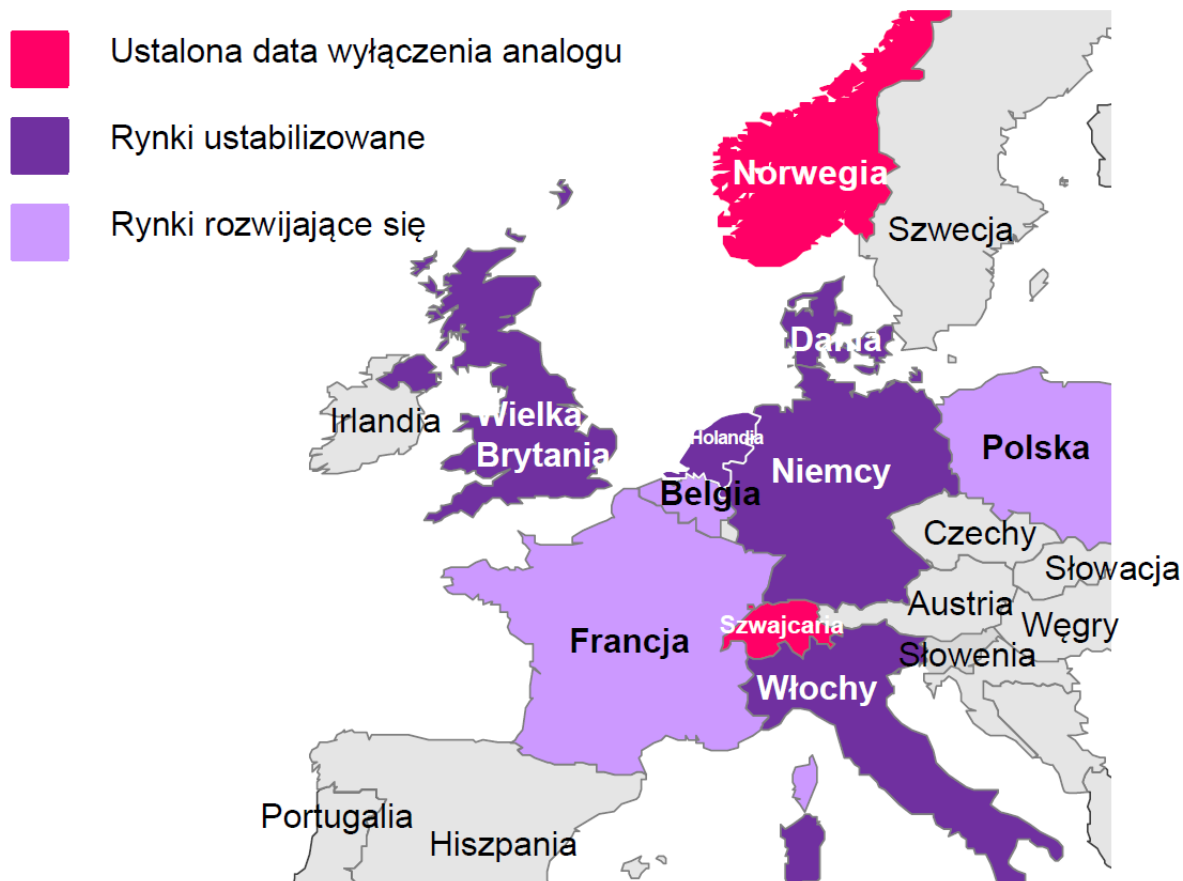 Ustalona data wyłączenia analogu
Rynki ustabilizowane
Rynki rozwijające się
Norwegia
Szwecja
Dania
Irlandia
Wielka
Brytania
Holandia
Belgia
Niemcy
Polska
Czechy
Słowacja
Austria
Węgry
Szwajcaria
Francja
Słowenia
Włochy
Portugalia
Hiszpania